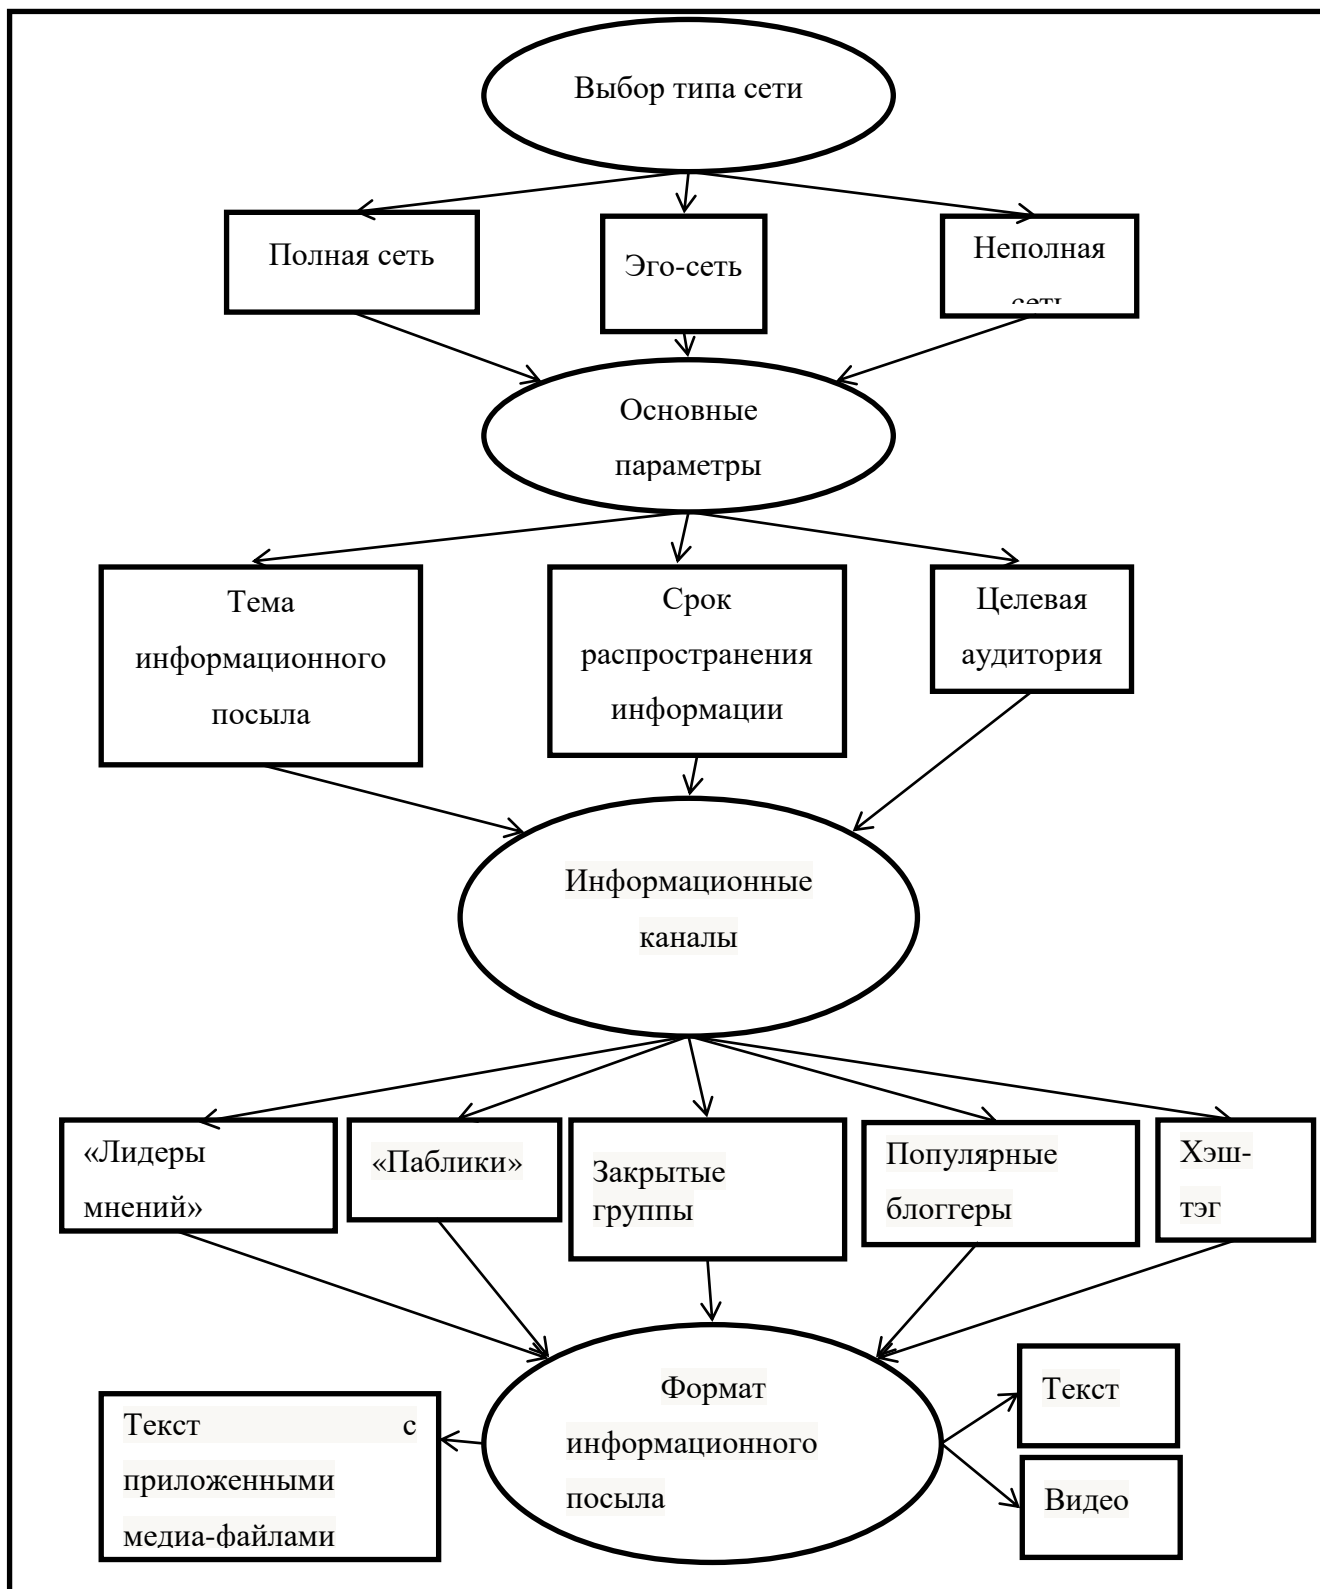 Выбор типа сети
Полная сеть
Эго-сеть
Неполная
сеть
Основные
параметры
Тема
информационного
посыла
Срок
распространения
информации
Целевая
аудитория
Информационные
каналы
«Лидеры
мнений»
«Паблики»
Закрытые
группы
Популярные
блоггеры
Хэш-
тэг
Формат
информационного
посыла
Текст с
приложенными
медиа-файлами
Текст
Видео